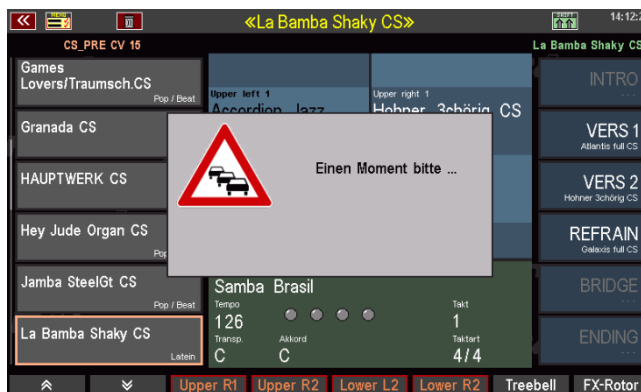 «La Bamba Shaky CS»
14:12:2
CS_PRE CV 15
La Bamba Shaky CS
Games
Lovers/Traumsch.CS
Pop / Beat
Granada CS
HAUPTWERK CS
Hey Jude Organ CS
Pop
Jamba SteelGt CS
Pop / Beat
La Bamba Shaky CS
Latein
Upper left 1
Accordion Jazz
Upper right 1
Hohner 3chörig CS
Einen Moment bitte ...
Samba Brasil
Tempo
126
Takt
1
Transp.
C
Akkord
C
Taktart
4/4
INTRO
---
VERS 1
Atlantis full CS
VERS 2
Hohner 3chörig CS
REFRAIN
Galaxis full CS
BRIDGE
---
ENDING
---
Upper R1
Upper R2
Lower L2
Lower R2
Treebell
FX-Rotor